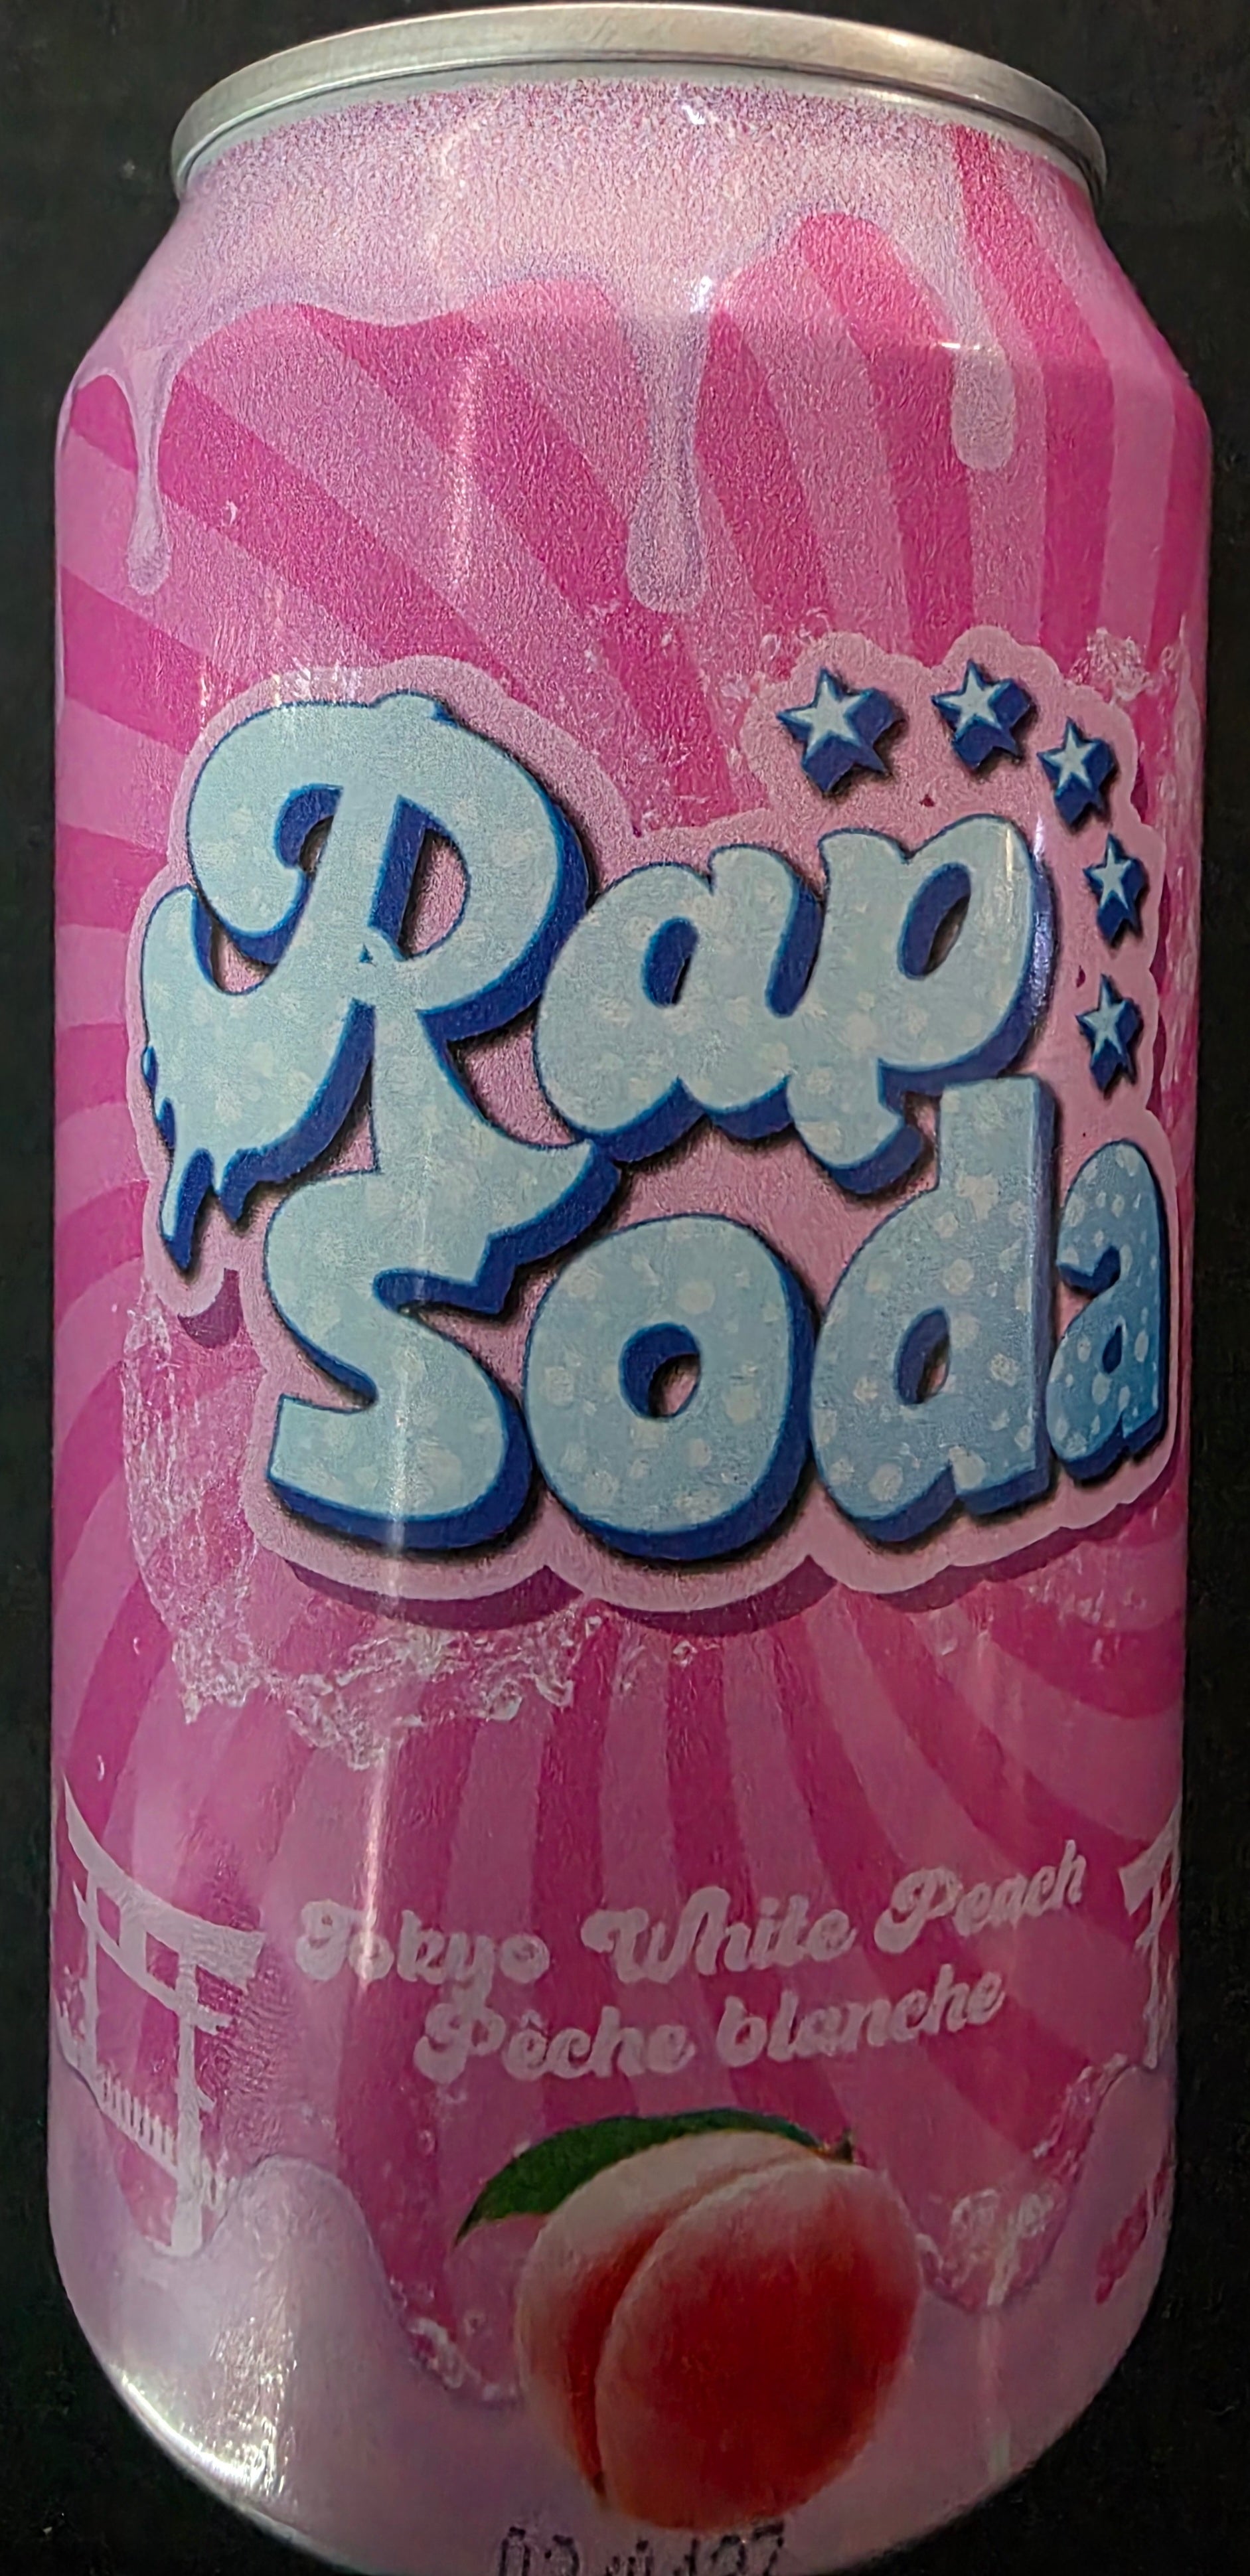 Rap
Soda
Tokyo White Peach
Pêche blanche